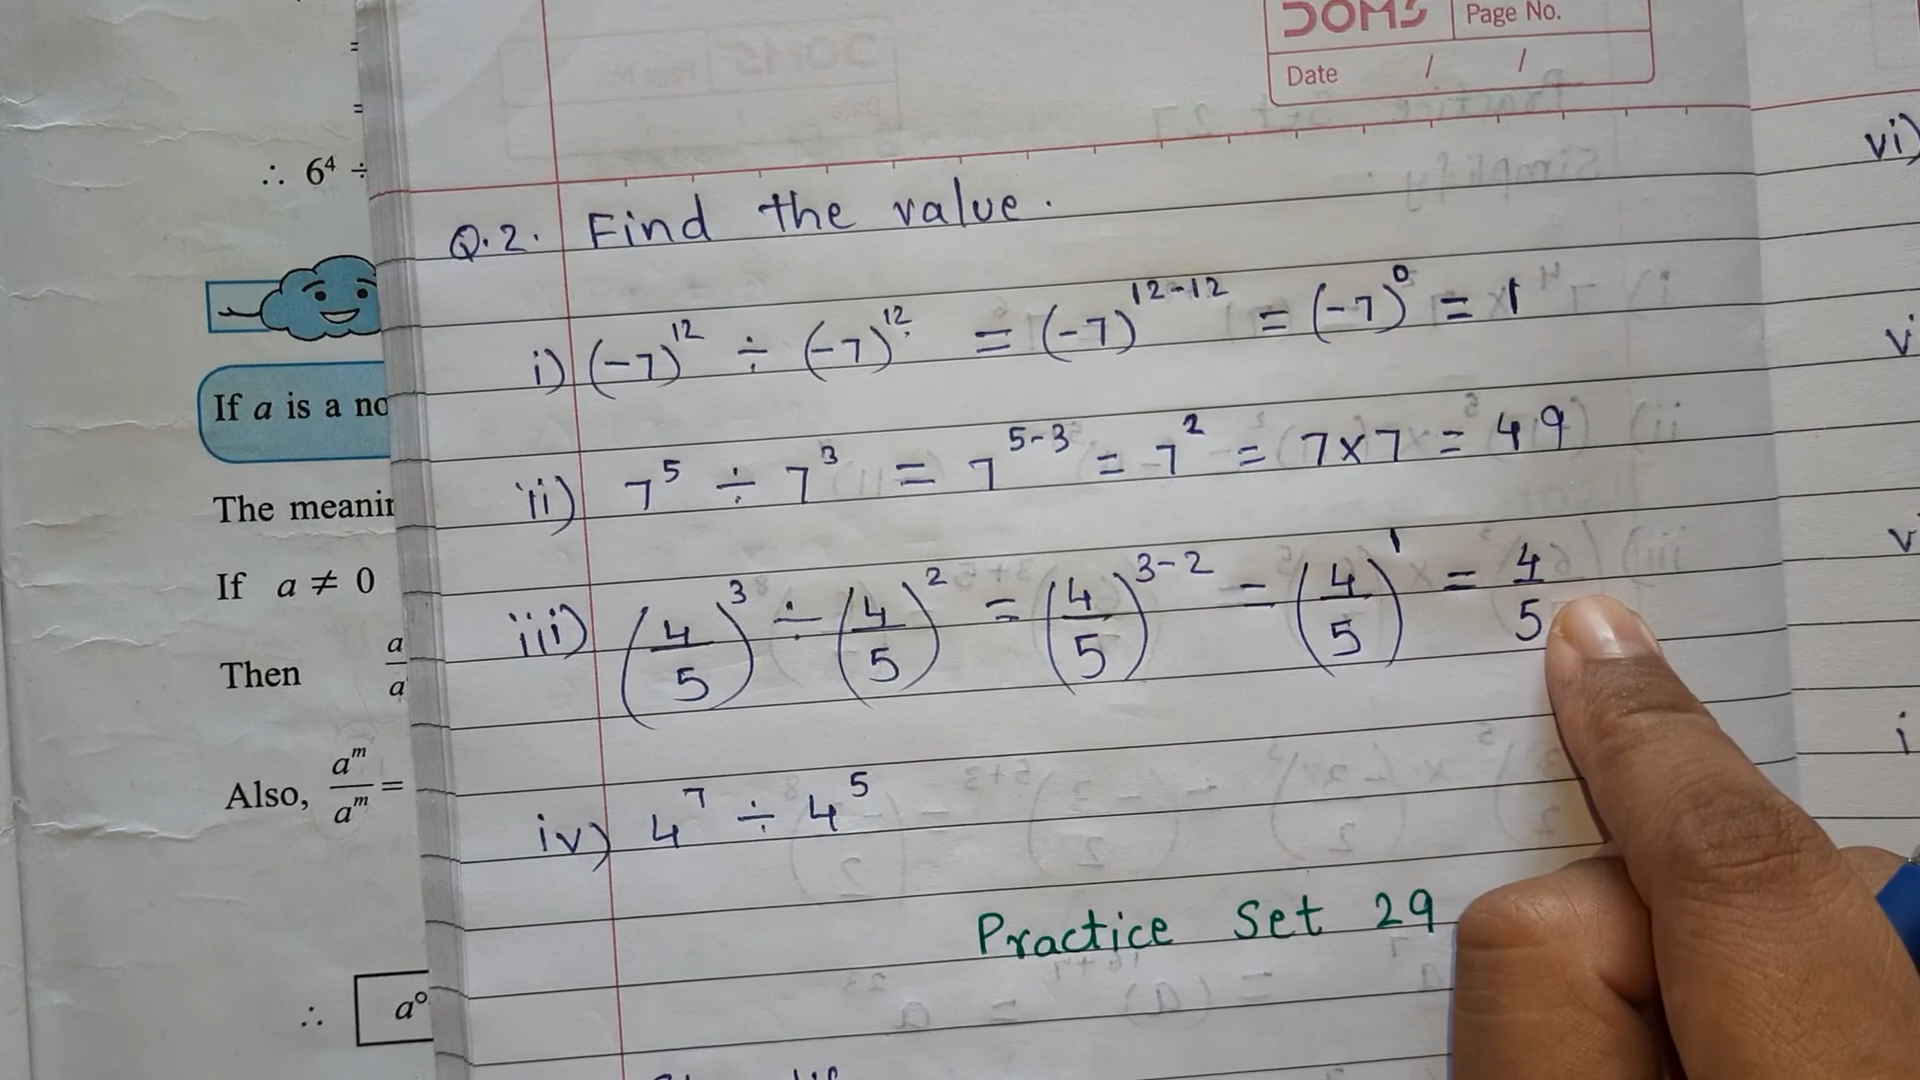 DOMS
Page No.
Date / /
∴ 6⁴ ÷
Q.2. Find the value.
i) (-7)¹² ÷ (-7)¹² = (-7)¹²⁻¹² = (-7)⁰ = 1
If a is a no
ii) 7⁵ ÷ 7³ = 7⁵⁻³ = 7² = 7×7 = 49
The meanin
If a ≠ 0
iii) (4/5)³ ÷ (4/5)² = (4/5)³⁻² = (4/5)¹ = 4/5
Then a/a
Also, aᵐ/aᵐ =
iv) 4⁷ ÷ 4⁵
Practice Set 29
∴ a⁰
vi)